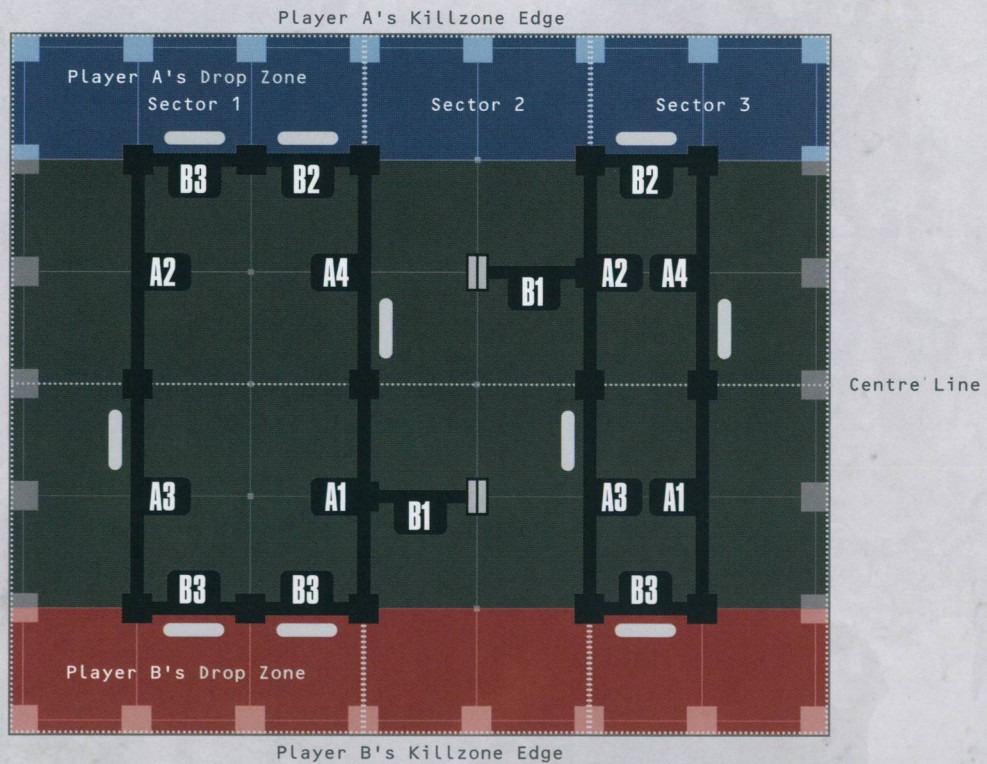 Player A's Killzone Edge
Player A's Drop Zone
Sector 1
Sector 2
Sector 3
B3
B2
B2
A2
A4
A2
A4
B1
Centre Line
A3
A1
A3
A1
B1
B3
B3
B3
Player B's Drop Zone
Player B's Killzone Edge